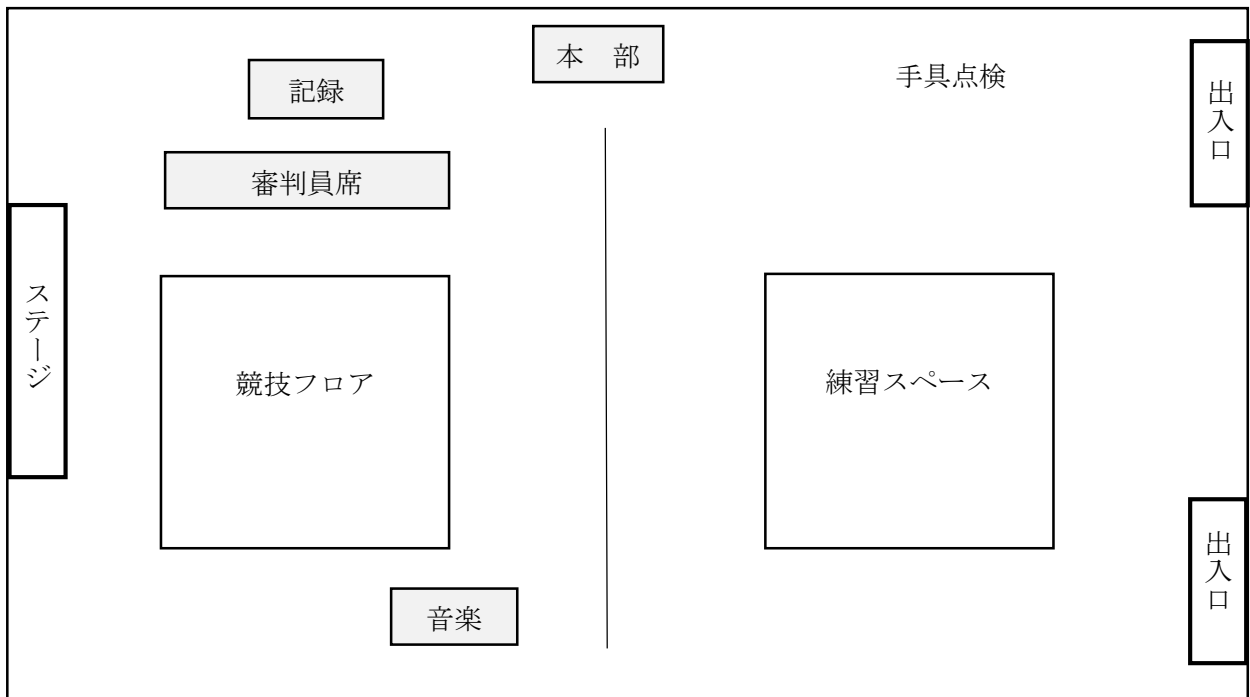 本　部
手具点検
出入口
記録
審判員席
ステージ
競技フロア
練習スペース
出入口
音楽